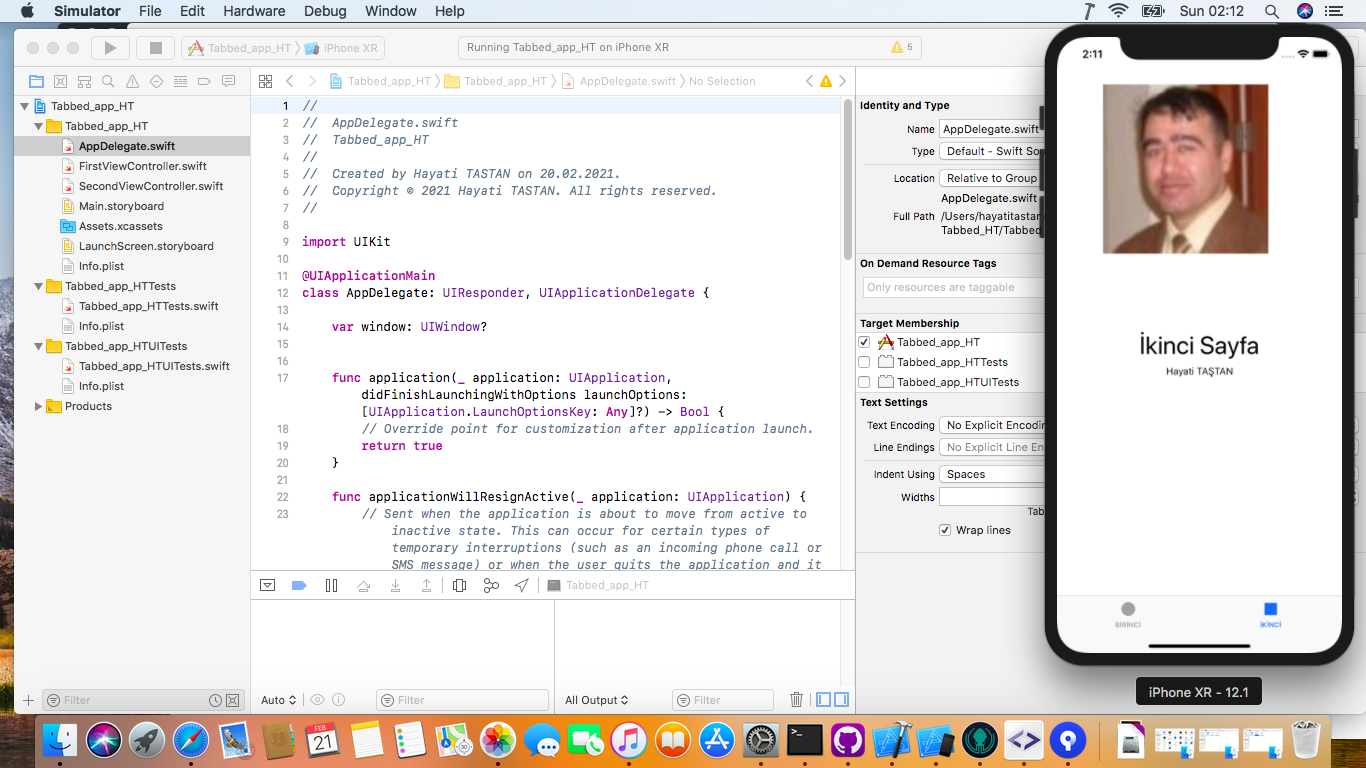 Simulator File Edit Hardware Debug Window Help Sun 02:12
Tabbed_app_HT iPhone XR Running Tabbed_app_HT on iPhone XR 5
Tabbed_app_HT Tabbed_app_HT AppDelegate.swift No Selection
Tabbed_app_HT
Tabbed_app_HT
AppDelegate.swift
FirstViewController.swift
SecondViewController.swift
Main.storyboard
Assets.xcassets
LaunchScreen.storyboard
Info.plist
Tabbed_app_HTTests
Tabbed_app_HTTests.swift
Info.plist
Tabbed_app_HTUITests
Tabbed_app_HTUITests.swift
Info.plist
Products
Filter
1 //
2 // AppDelegate.swift
3 // Tabbed_app_HT
4 //
5 // Created by Hayati TASTAN on 20.02.2021.
6 // Copyright © 2021 Hayati TASTAN. All rights reserved.
7 //
8
9 import UIKit
10
11 @UIApplicationMain
12 class AppDelegate: UIResponder, UIApplicationDelegate {
13
14 var window: UIWindow?
15
16
17 func application(_ application: UIApplication,
didFinishLaunchingWithOptions launchOptions:
[UIApplication.LaunchOptionsKey: Any]?) -> Bool {
18 // Override point for customization after application launch.
19 return true
20 }
21
22 func applicationWillResignActive(_ application: UIApplication) {
23 // Sent when the application is about to move from active to
inactive state. This can occur for certain types of
temporary interruptions (such as an incoming phone call or
SMS message) or when the user quits the application and it
Tabbed_app_HT
Auto Filter All Output Filter
Identity and Type
Name AppDelegate.swift
Type Default - Swift So
Location Relative to Group
AppDelegate.swift
Full Path /Users/hayatitasta
Tabbed_HT/Tabbed
On Demand Resource Tags
Only resources are taggable
Target Membership
Tabbed_app_HT
Tabbed_app_HTTests
Tabbed_app_HTUITests
Text Settings
Text Encoding No Explicit Encodin
Line Endings No Explicit Line En
Indent Using Spaces
Widths
Tab
Wrap lines
2:11
İkinci Sayfa
Hayati TAŞTAN
BİRİNCİ İKİNCİ
iPhone XR - 12.1
FEB
21